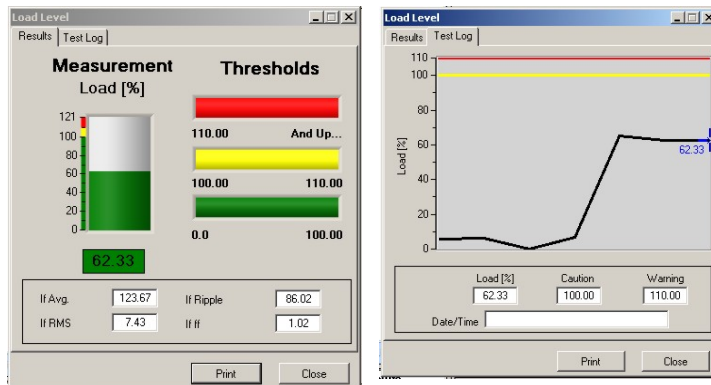 Load Level
Results Test Log
Measurement
Load [%]
121
100
80
60
40
20
0
62.33
Thresholds
110.00 And Up...
100.00 110.00
0.0 100.00
If Avg. 123.67 If Ripple 86.02
If RMS 7.43 If ff 1.02
Print Close
Load Level
Results Test Log
110
100
80
60
40
20
0
Load [%]
62.33
Load [%] Caution Warning
62.33 100.00 110.00
Date/Time
Print Close